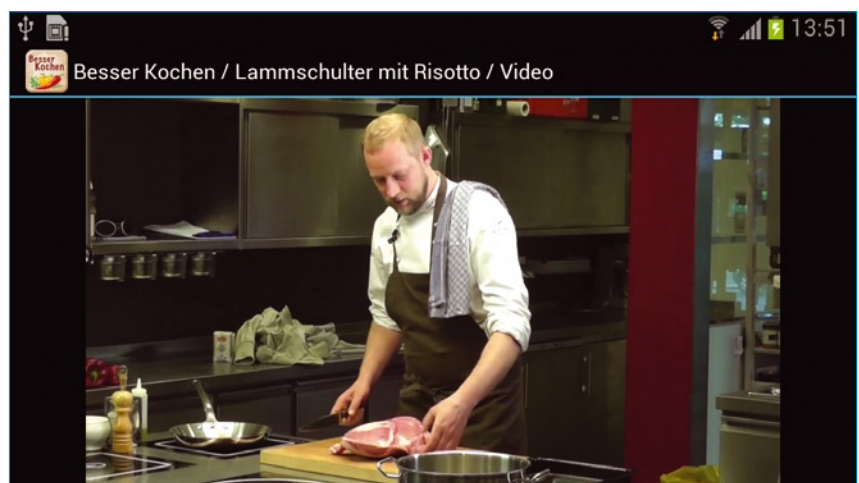 13:51
Besser Kochen
Besser Kochen / Lammschulter mit Risotto / Video